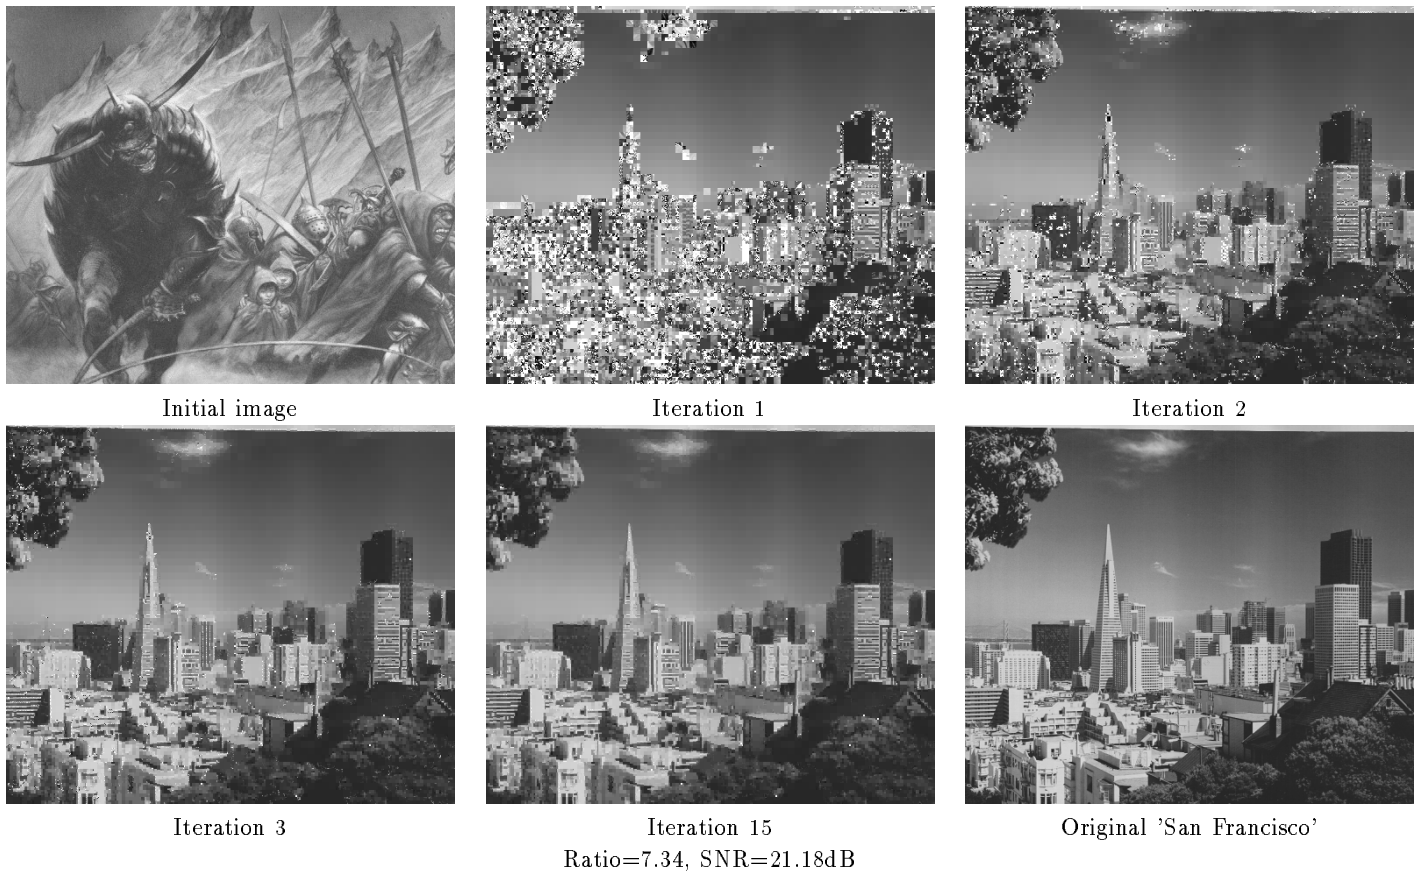 Initial image
Iteration 1
Iteration 2
Iteration 3
Iteration 15
Ratio=7.34, SNR=21.18dB
Original 'San Francisco'